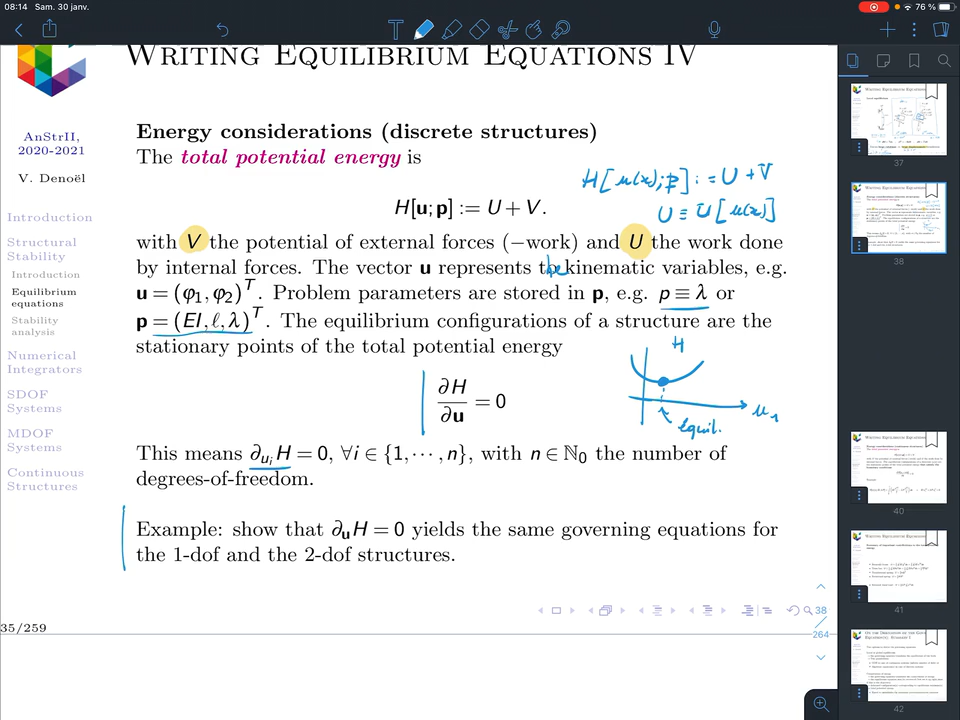 08:14 Sam. 30 janv.
76 %
WRITING EQUILIBRIUM EQUATIONS IV
AnStrII,
2020-2021
V. Denoël
Introduction
Structural
Stability
Introduction
Equilibrium
equations
Stability
analysis
Numerical
Integrators
SDOF
Systems
MDOF
Systems
Continuous
Structures
Energy considerations (discrete structures)
The total potential energy is
H[u(x);p] := U + V
H[u; p] := U + V.
U ≡ U[u(x)]
with V the potential of external forces (−work) and U the work done
by internal forces. The vector u represents the kinematic variables, e.g.
u = (φ₁, φ₂)ᵀ. Problem parameters are stored in p, e.g. p ≡ λ or
p = (EI, ℓ, λ)ᵀ. The equilibrium configurations of a structure are the
stationary points of the total potential energy
H
∂H/∂u = 0
u₁
equil.
This means ∂uᵢH = 0, ∀i ∈ {1, ⋯ , n}, with n ∈ ℕ₀ the number of
degrees-of-freedom.
Example: show that ∂uH = 0 yields the same governing equations for
the 1-dof and the 2-dof structures.
35/259
38
264
37
38
40
41
42